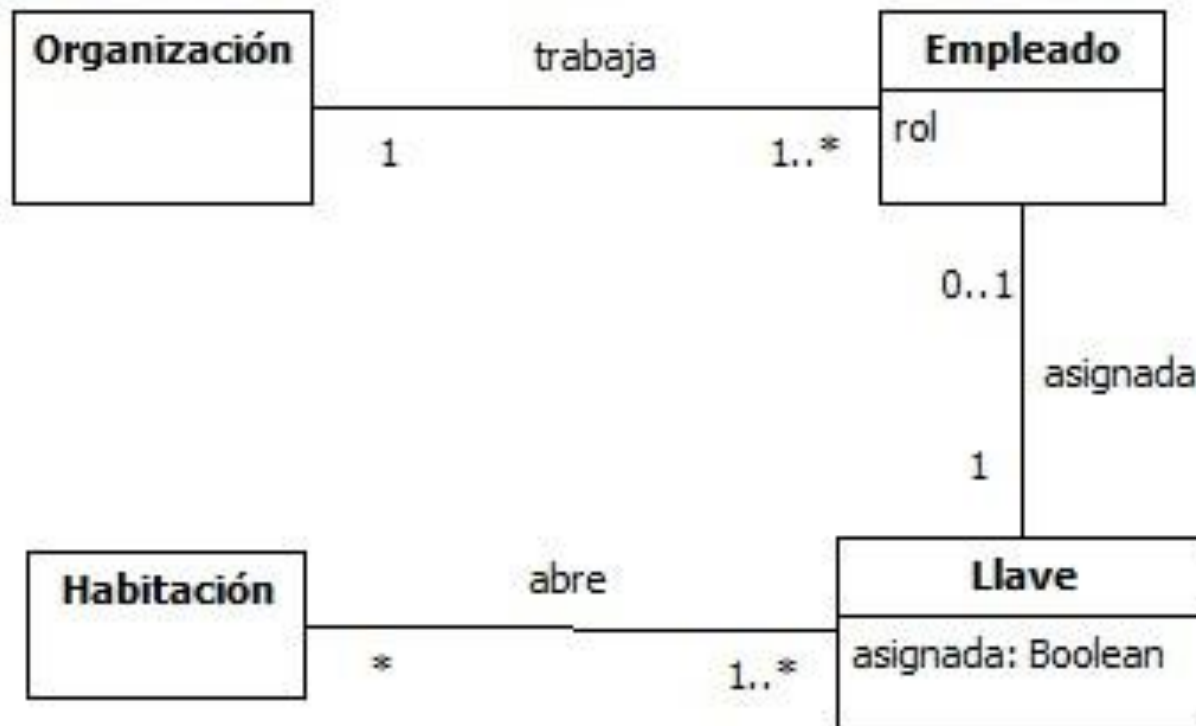 Organización
trabaja
Empleado
rol
1
1..*
0..1
asignada
1
Habitación
abre
Llave
asignada: Boolean
*
1..*